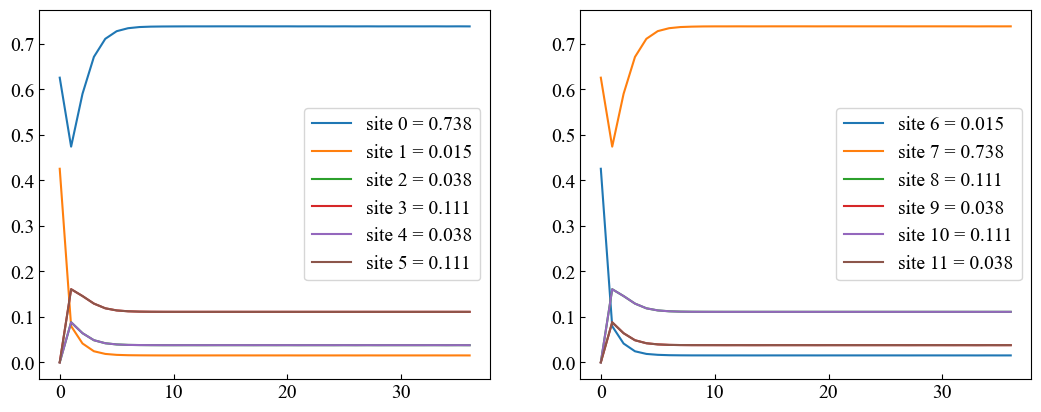 0.7
0.6
0.5
0.4
0.3
0.2
0.1
0.0
0 10 20 30
site 0 = 0.738
site 1 = 0.015
site 2 = 0.038
site 3 = 0.111
site 4 = 0.038
site 5 = 0.111
0.7
0.6
0.5
0.4
0.3
0.2
0.1
0.0
0 10 20 30
site 6 = 0.015
site 7 = 0.738
site 8 = 0.111
site 9 = 0.038
site 10 = 0.111
site 11 = 0.038